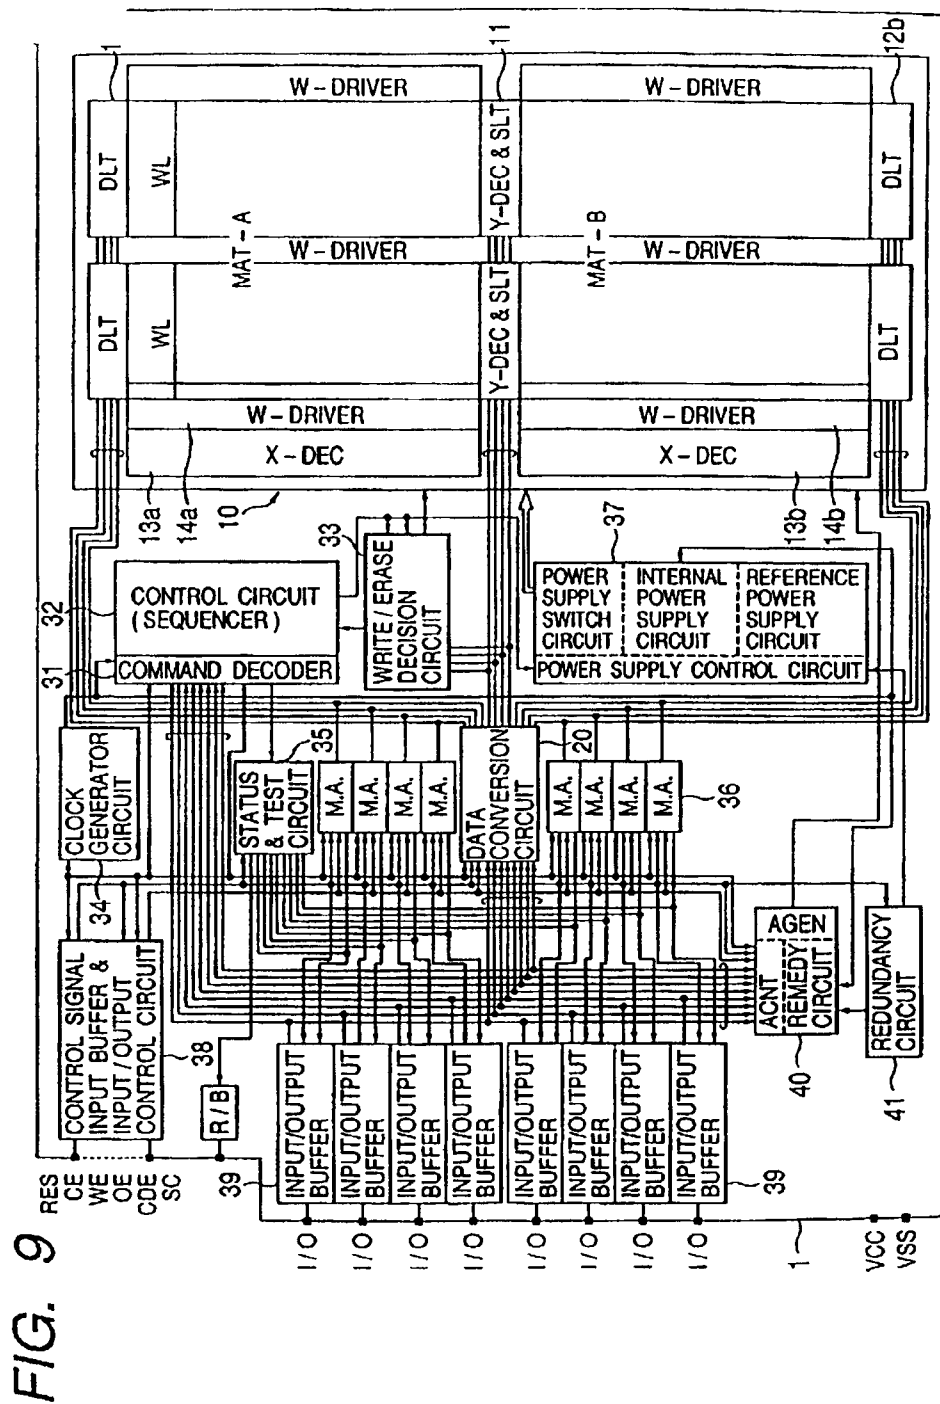 FIG. 9
RES
CE
WE
OE
CDE
SC
CONTROL SIGNAL
INPUT BUFFER &
INPUT/OUTPUT
CONTROL CIRCUIT
38
34
CLOCK
GENERATOR
CIRCUIT
31
32
CONTROL CIRCUIT
(SEQUENCER)
COMMAND DECODER
R/B
STATUS
& TEST
CIRCUIT
35
33
WRITE/ERASE
DECISION
CIRCUIT
39
INPUT/OUTPUT
BUFFER
INPUT/OUTPUT
BUFFER
INPUT/OUTPUT
BUFFER
INPUT/OUTPUT
BUFFER
INPUT/OUTPUT
BUFFER
INPUT/OUTPUT
BUFFER
INPUT/OUTPUT
BUFFER
INPUT/OUTPUT
BUFFER
39
I/O
I/O
I/O
I/O
I/O
I/O
I/O
I/O
1
VCC
VSS
M.A.
M.A.
M.A.
M.A.
DATA
CONVERSION
CIRCUIT
20
M.A.
M.A.
M.A.
M.A.
36
POWER
SUPPLY
SWITCH
CIRCUIT
INTERNAL
POWER
SUPPLY
CIRCUIT
REFERENCE
POWER
SUPPLY
CIRCUIT
POWER SUPPLY CONTROL CIRCUIT
37
ACNT
AGEN
REMEDY
CIRCUIT
40
REDUNDANCY
CIRCUIT
41
13a
14a
10
13b
14b
1
11
12b
DLT
DLT
WL
WL
W-DRIVER
W-DRIVER
W-DRIVER
X-DEC
MAT-A
Y-DEC & SLT
Y-DEC & SLT
W-DRIVER
W-DRIVER
W-DRIVER
X-DEC
MAT-B
DLT
DLT